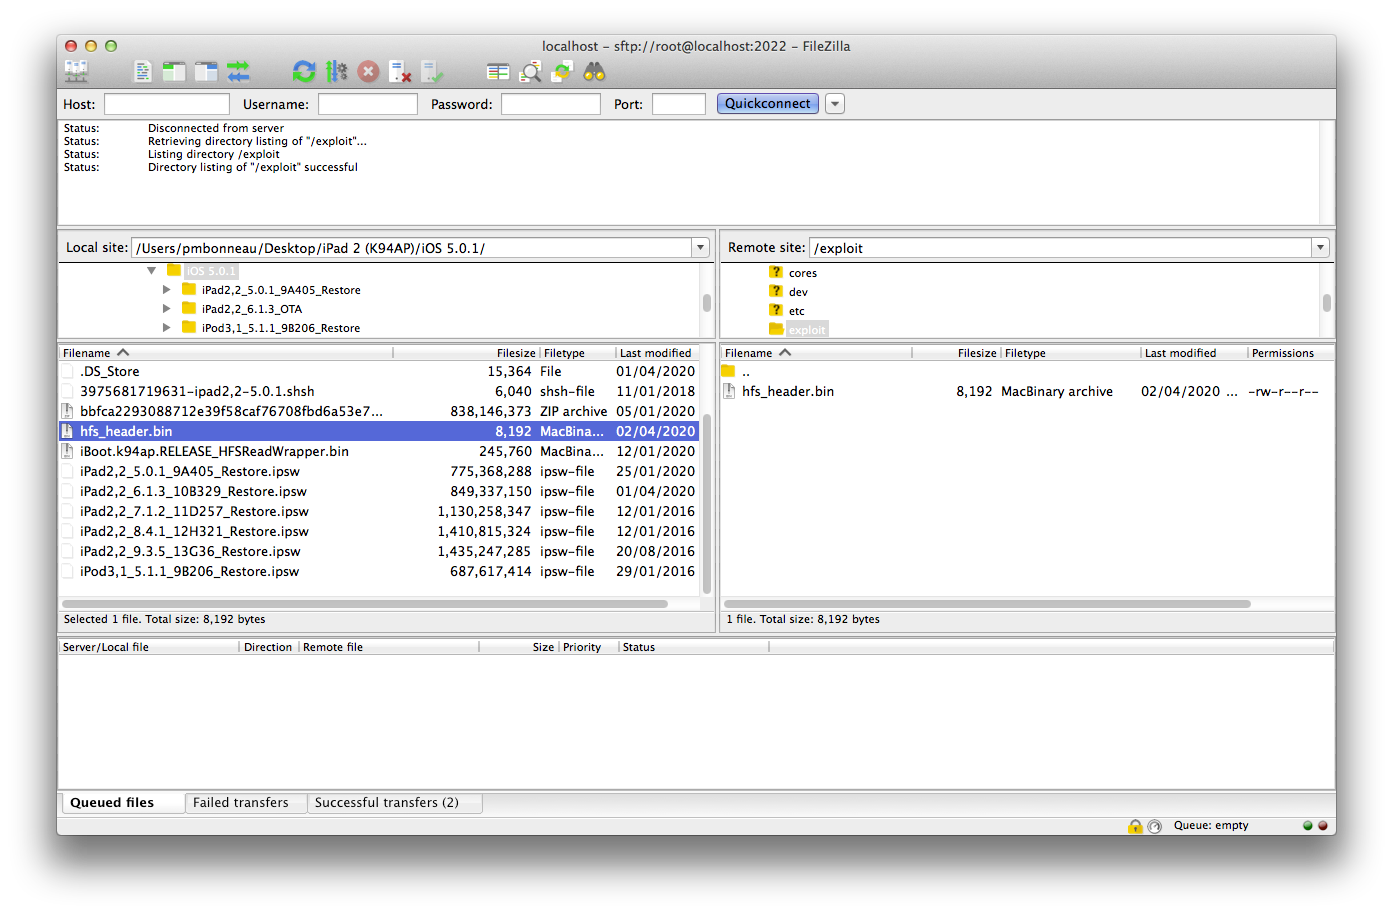 localhost - sftp://root@localhost:2022 - FileZilla
Host: Username: Password: Port: Quickconnect
Status: Disconnected from server
Status: Retrieving directory listing of "/exploit"...
Status: Listing directory /exploit
Status: Directory listing of "/exploit" successful
Local site: /Users/pmbonneau/Desktop/iPad 2 (K94AP)/iOS 5.0.1/
iOS 5.0.1
iPad2,2_5.0.1_9A405_Restore
iPad2,2_6.1.3_OTA
iPod3,1_5.1.1_9B206_Restore
Remote site: /exploit
? cores
? dev
? etc
exploit
Filename Filesize Filetype Last modified
.DS_Store 15,364 File 01/04/2020
3975681719631-ipad2,2-5.0.1.shsh 6,040 shsh-file 11/01/2018
bbfca2293088712e39f58caf76708fbd6a53e7... 838,146,373 ZIP archive 05/01/2020
hfs_header.bin 8,192 MacBina... 02/04/2020
iBoot.k94ap.RELEASE_HFSReadWrapper.bin 245,760 MacBina... 12/01/2020
iPad2,2_5.0.1_9A405_Restore.ipsw 775,368,288 ipsw-file 25/01/2020
iPad2,2_6.1.3_10B329_Restore.ipsw 849,337,150 ipsw-file 01/04/2020
iPad2,2_7.1.2_11D257_Restore.ipsw 1,130,258,347 ipsw-file 12/01/2016
iPad2,2_8.4.1_12H321_Restore.ipsw 1,410,815,324 ipsw-file 12/01/2016
iPad2,2_9.3.5_13G36_Restore.ipsw 1,435,247,285 ipsw-file 20/08/2016
iPod3,1_5.1.1_9B206_Restore.ipsw 687,617,414 ipsw-file 29/01/2016
Selected 1 file. Total size: 8,192 bytes
Filename Filesize Filetype Last modified Permissions
..
hfs_header.bin 8,192 MacBinary archive 02/04/2020 ... -rw-r--r--
1 file. Total size: 8,192 bytes
Server/Local file Direction Remote file Size Priority Status
Queued files Failed transfers Successful transfers (2)
Queue: empty